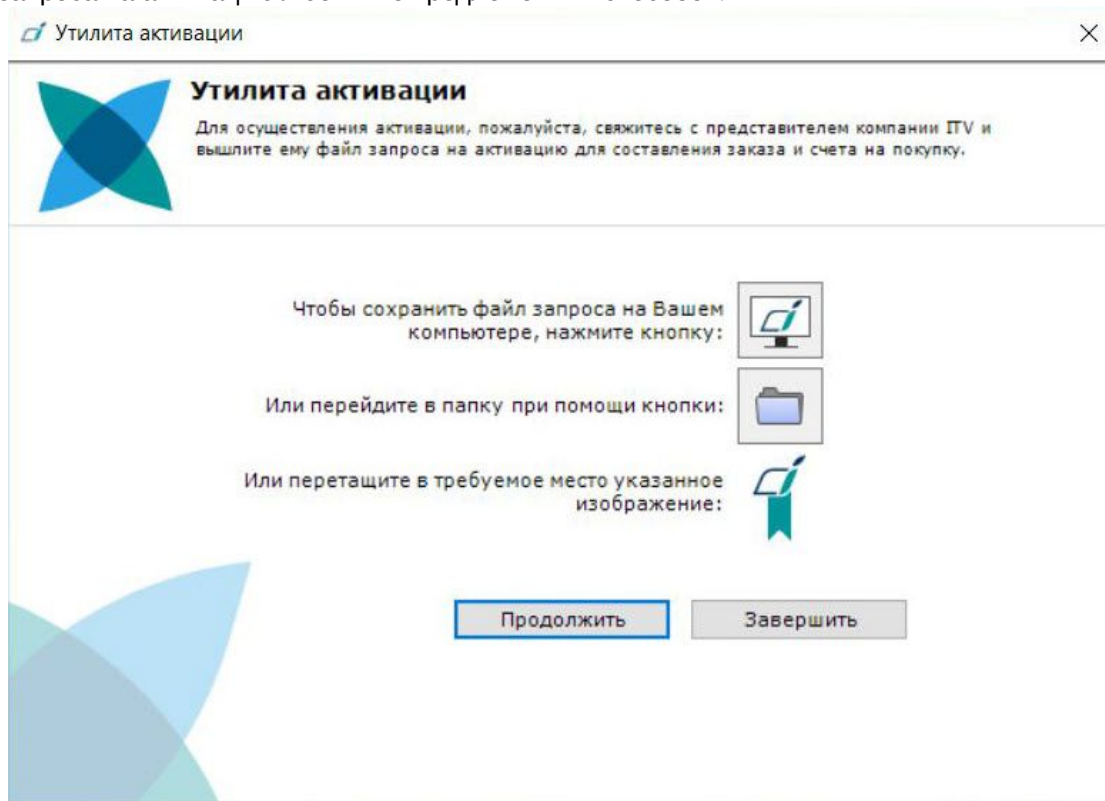 Утилита активации
Утилита активации
Для осуществления активации, пожалуйста, свяжитесь с представителем компании ITV и
вышлите ему файл запроса на активацию для составления заказа и счета на покупку.
Чтобы сохранить файл запроса на Вашем
компьютере, нажмите кнопку:
Или перейдите в папку при помощи кнопки:
Или перетащите в требуемое место указанное
изображение:
Продолжить
Завершить